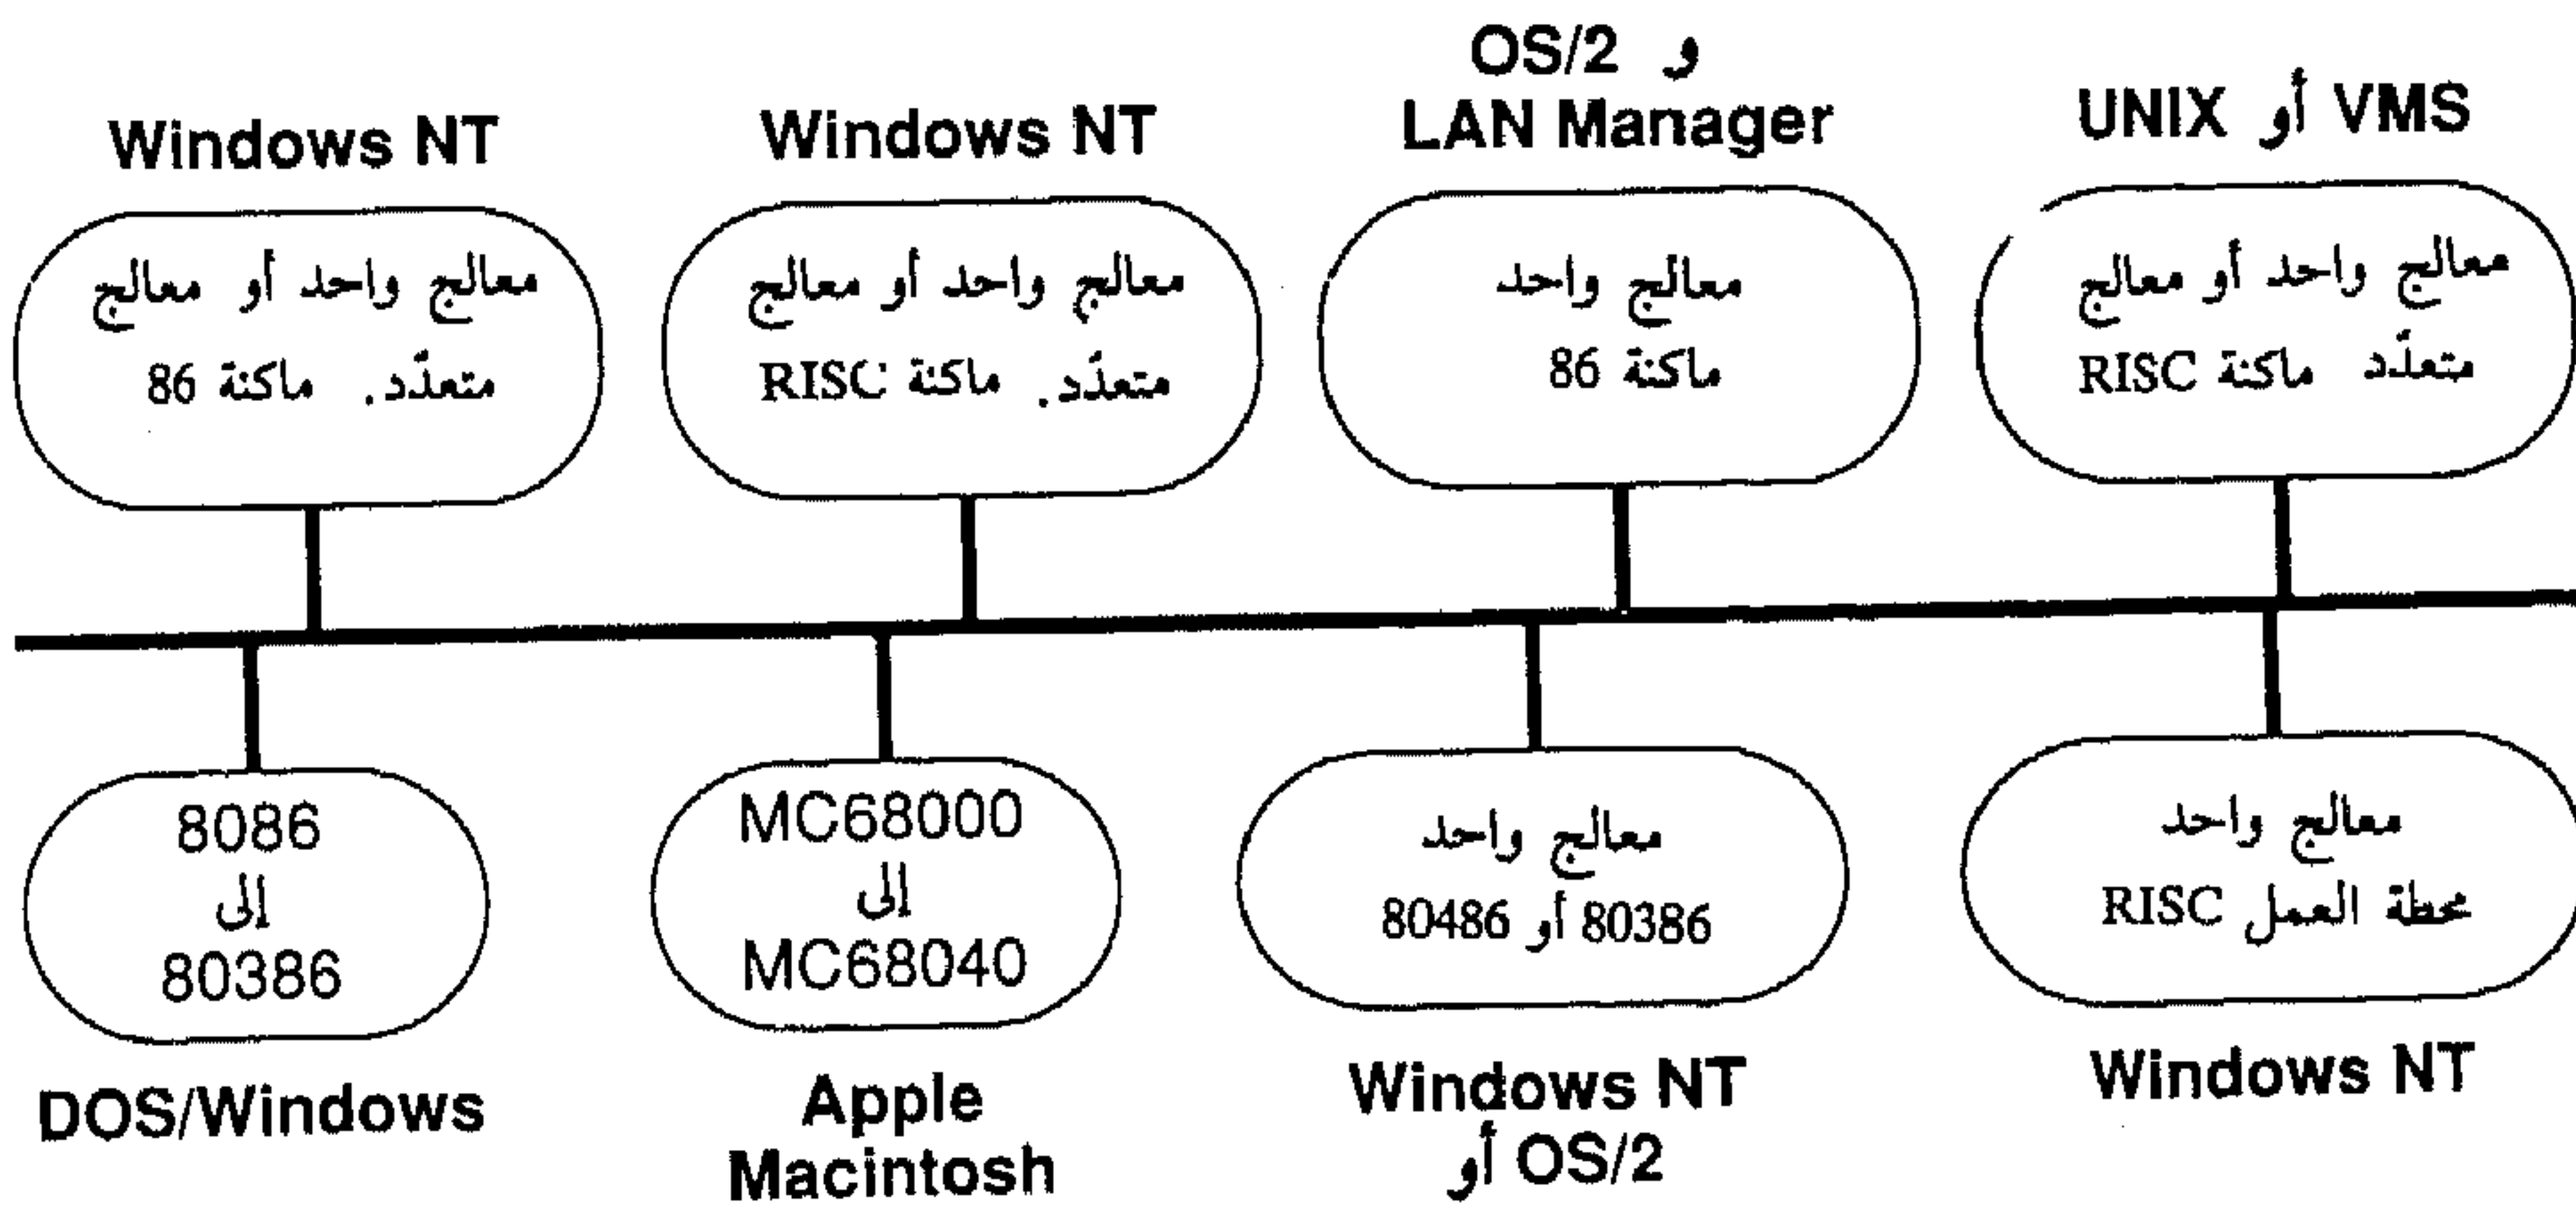 Windows NT
معالج واحد أو معالج
متعدّد. ماكنة 86
Windows NT
معالج واحد أو معالج
متعدّد. ماكنة RISC
OS/2 و
LAN Manager
معالج واحد
ماكنة 86
UNIX أو VMS
معالج واحد أو معالج
متعدّد ماكنة RISC
8086
إلى
80386
DOS/Windows
MC68000
إلى
MC68040
Apple
Macintosh
معالج واحد
80386 أو 80486
Windows NT
أو OS/2
معالج واحد
محطة العمل RISC
Windows NT